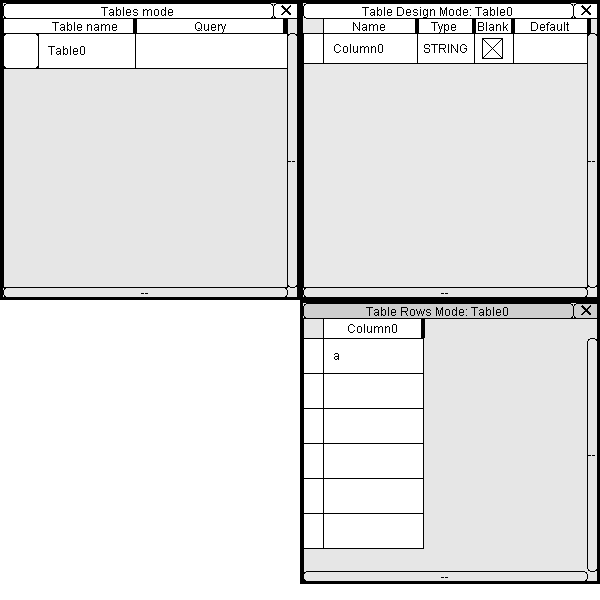 Tables mode
Table name Query
Table0
Table Design Mode: Table0
Name Type Blank Default
Column0 STRING
Table Rows Mode: Table0
Column0
a